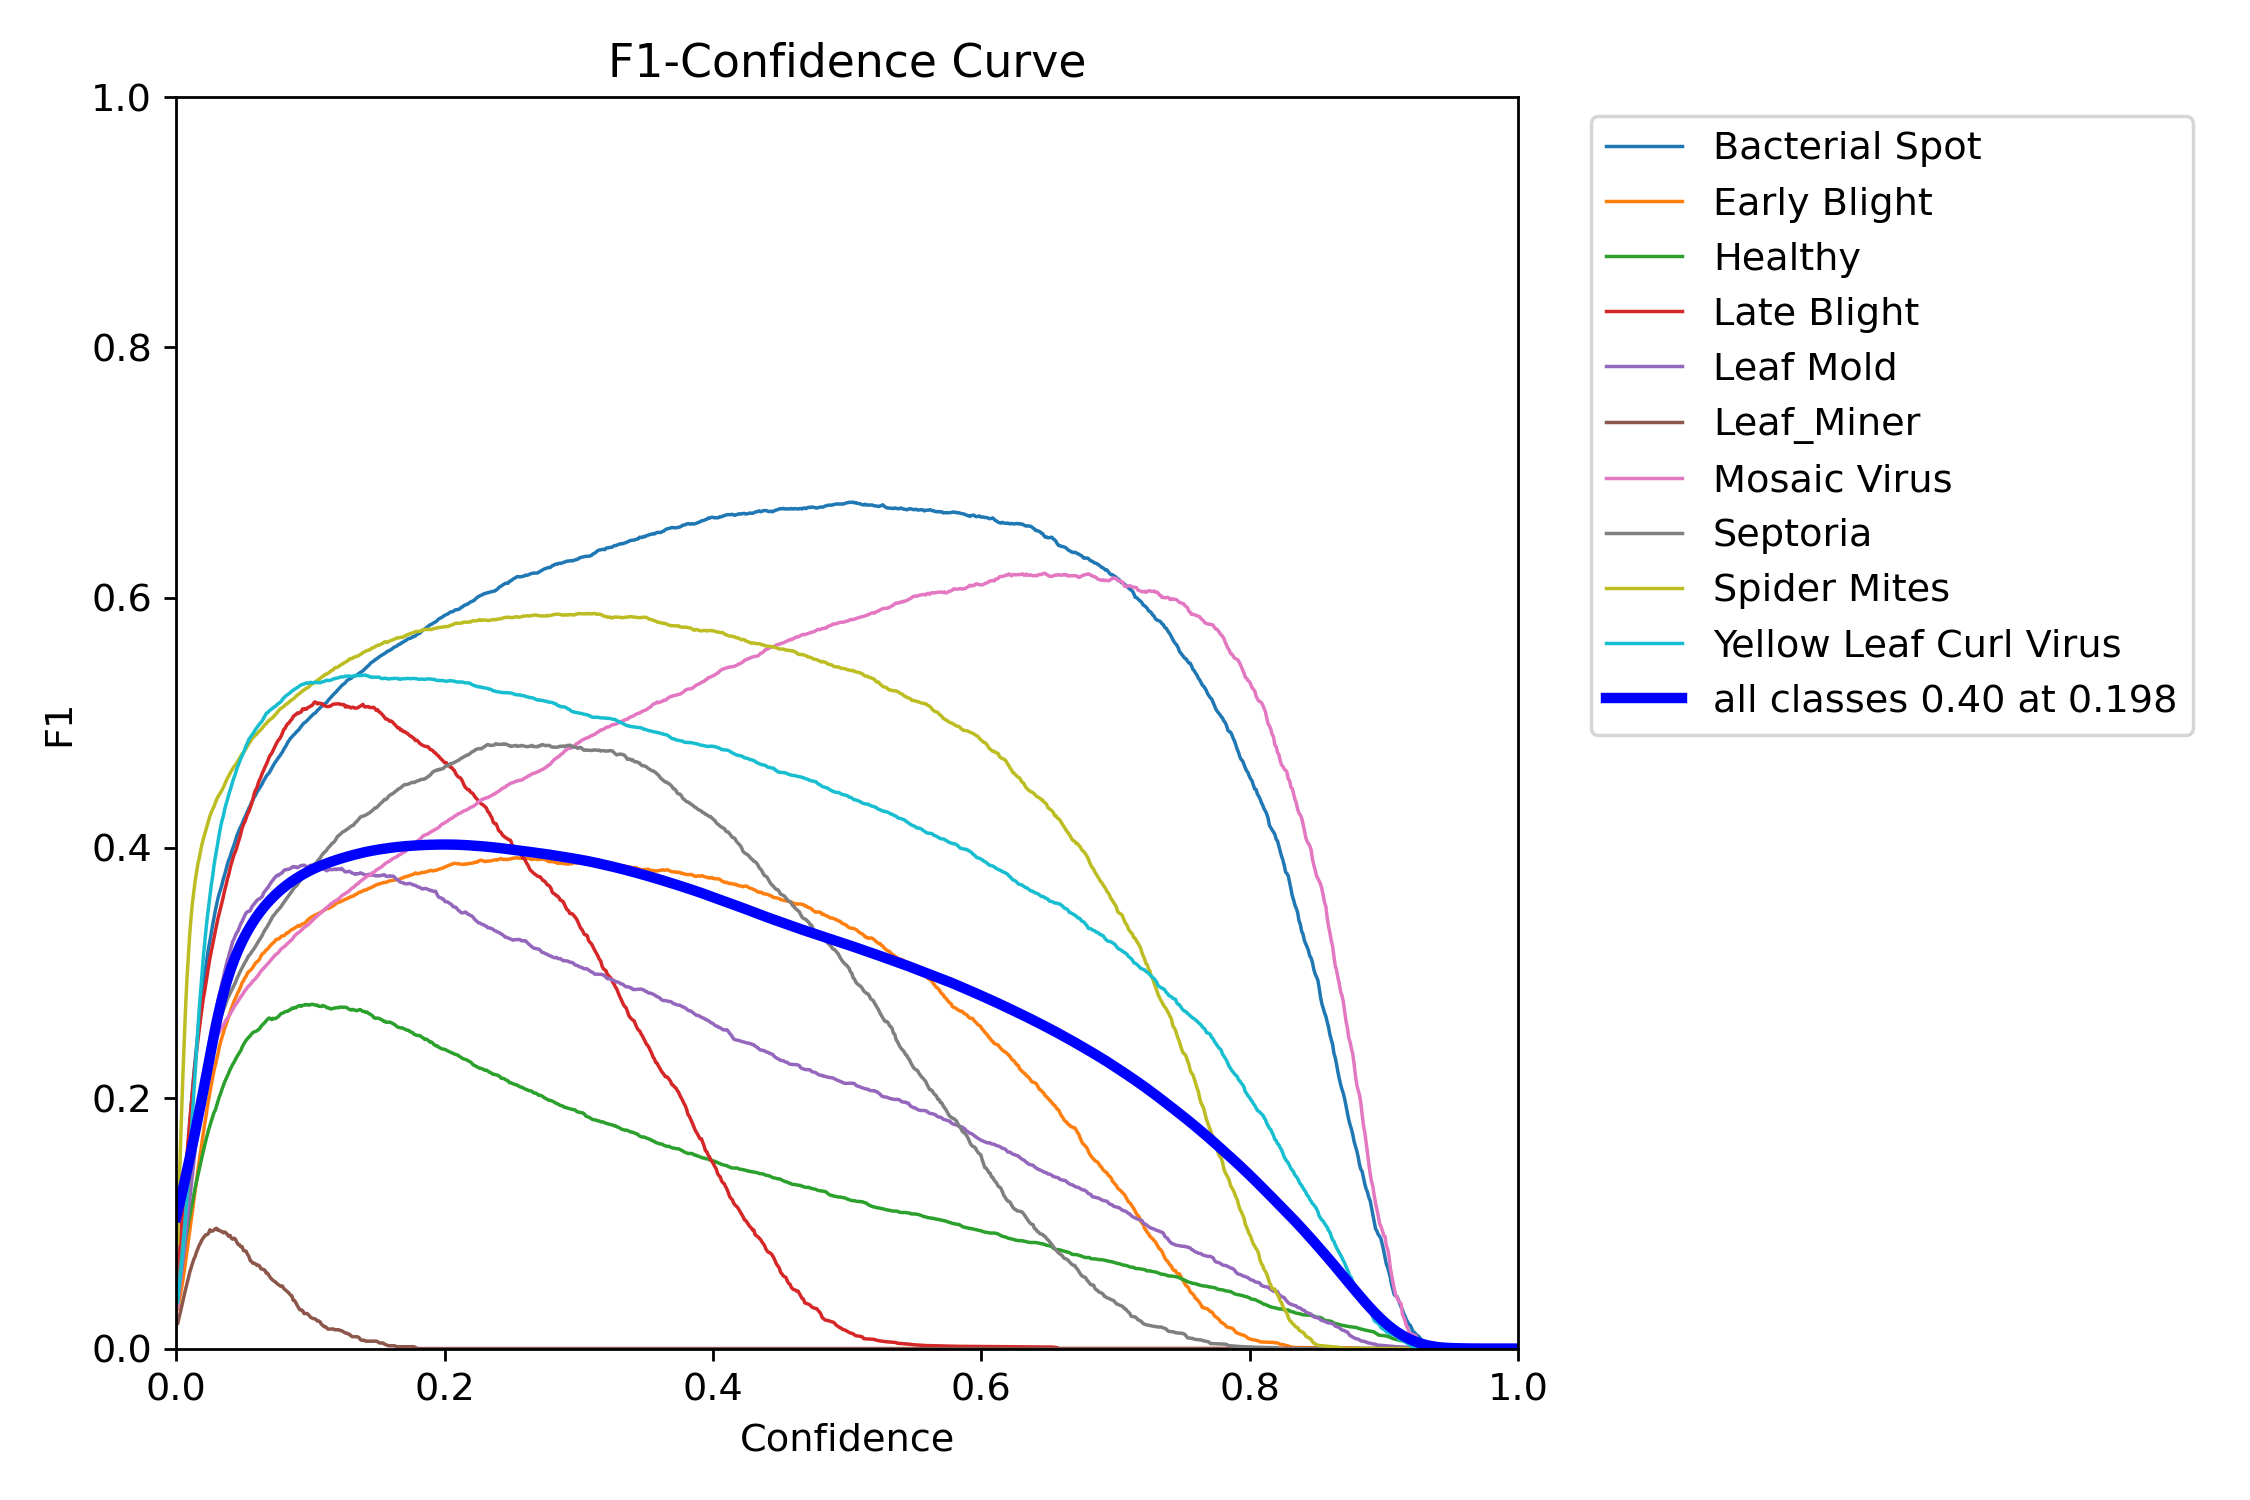 F1-Confidence Curve
1.0
0.8
0.6
0.4
0.2
0.0
F1
0.0 0.2 0.4 0.6 0.8 1.0
Confidence
Bacterial Spot
Early Blight
Healthy
Late Blight
Leaf Mold
Leaf_Miner
Mosaic Virus
Septoria
Spider Mites
Yellow Leaf Curl Virus
all classes 0.40 at 0.198